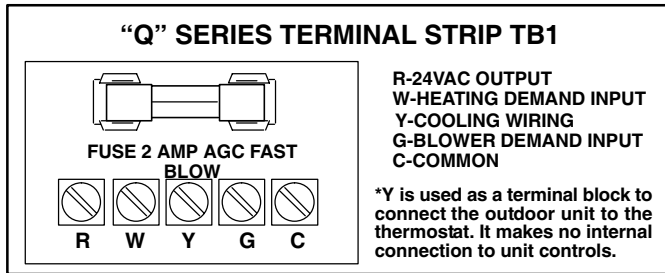 “Q” SERIES TERMINAL STRIP TB1
FUSE 2 AMP AGC FAST
BLOW
R W Y G C
R-24VAC OUTPUT
W-HEATING DEMAND INPUT
Y-COOLING WIRING
G-BLOWER DEMAND INPUT
C-COMMON
*Y is used as a terminal block to
connect the outdoor unit to the
thermostat. It makes no internal
connection to unit controls.